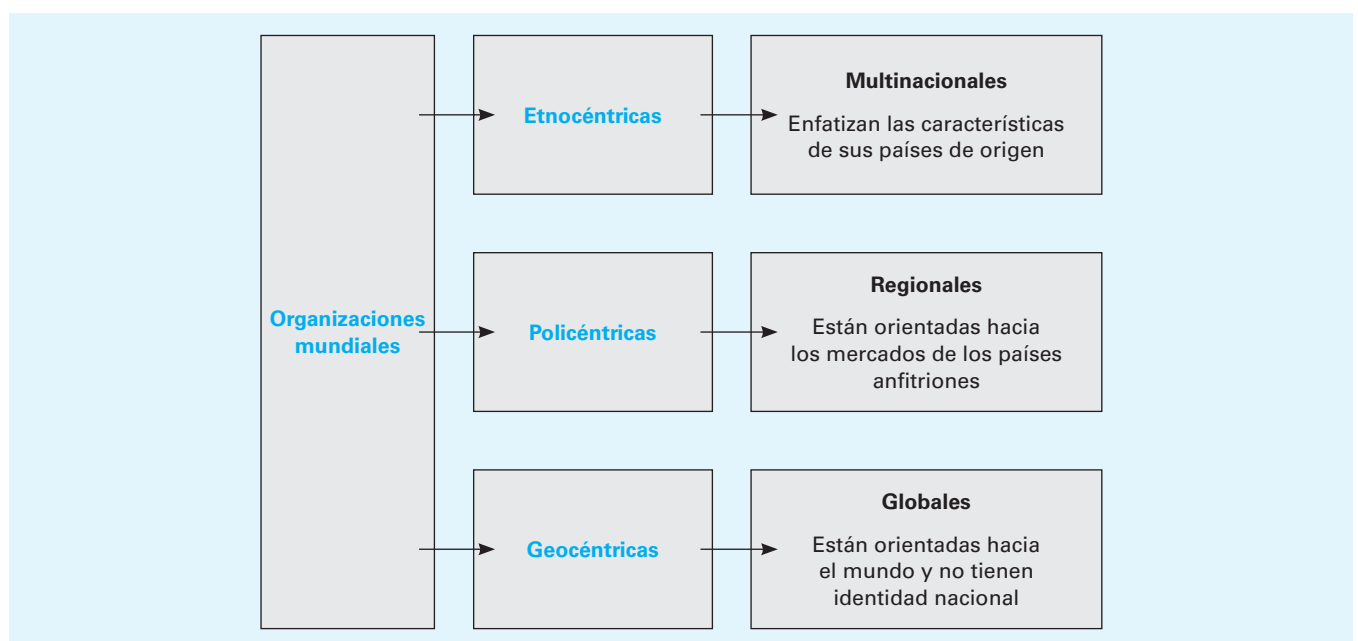 Organizaciones
mundiales
Etnocéntricas
Multinacionales
Enfatizan las características
de sus países de origen
Policéntricas
Regionales
Están orientadas hacia
los mercados de los países
anfitriones
Geocéntricas
Globales
Están orientadas hacia
el mundo y no tienen
identidad nacional